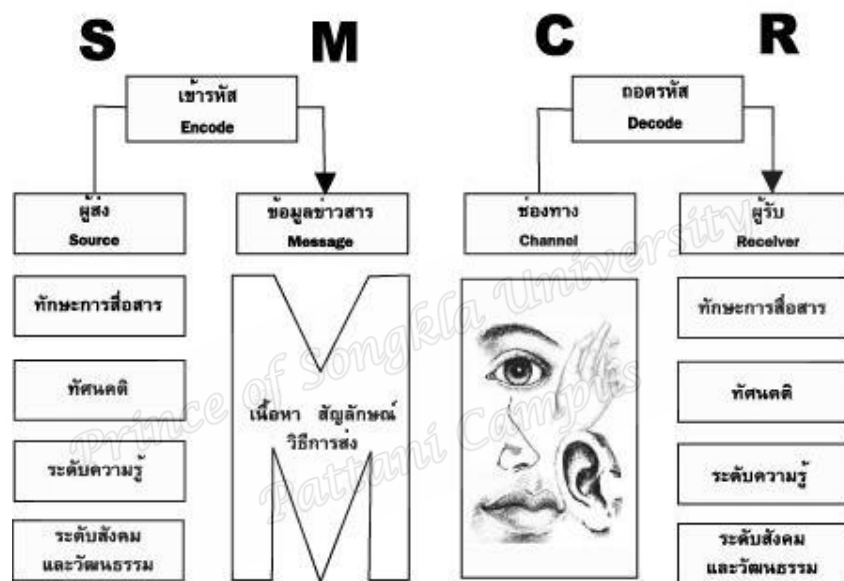 S M C R
เข้ารหัส
Encode
ถอดรหัส
Decode
ผู้ส่ง
Source
ข้อมูลข่าวสาร
Message
ช่องทาง
Channel
ผู้รับ
Receiver
ทักษะการสื่อสาร
ทัศนคติ
ระดับความรู้
ระดับสังคม
และวัฒนธรรม
เนื้อหา สัญลักษณ์
วิธีการส่ง
ทักษะการสื่อสาร
ทัศนคติ
ระดับความรู้
ระดับสังคม
และวัฒนธรรม
Prince of Songkla University
Pattani Campus